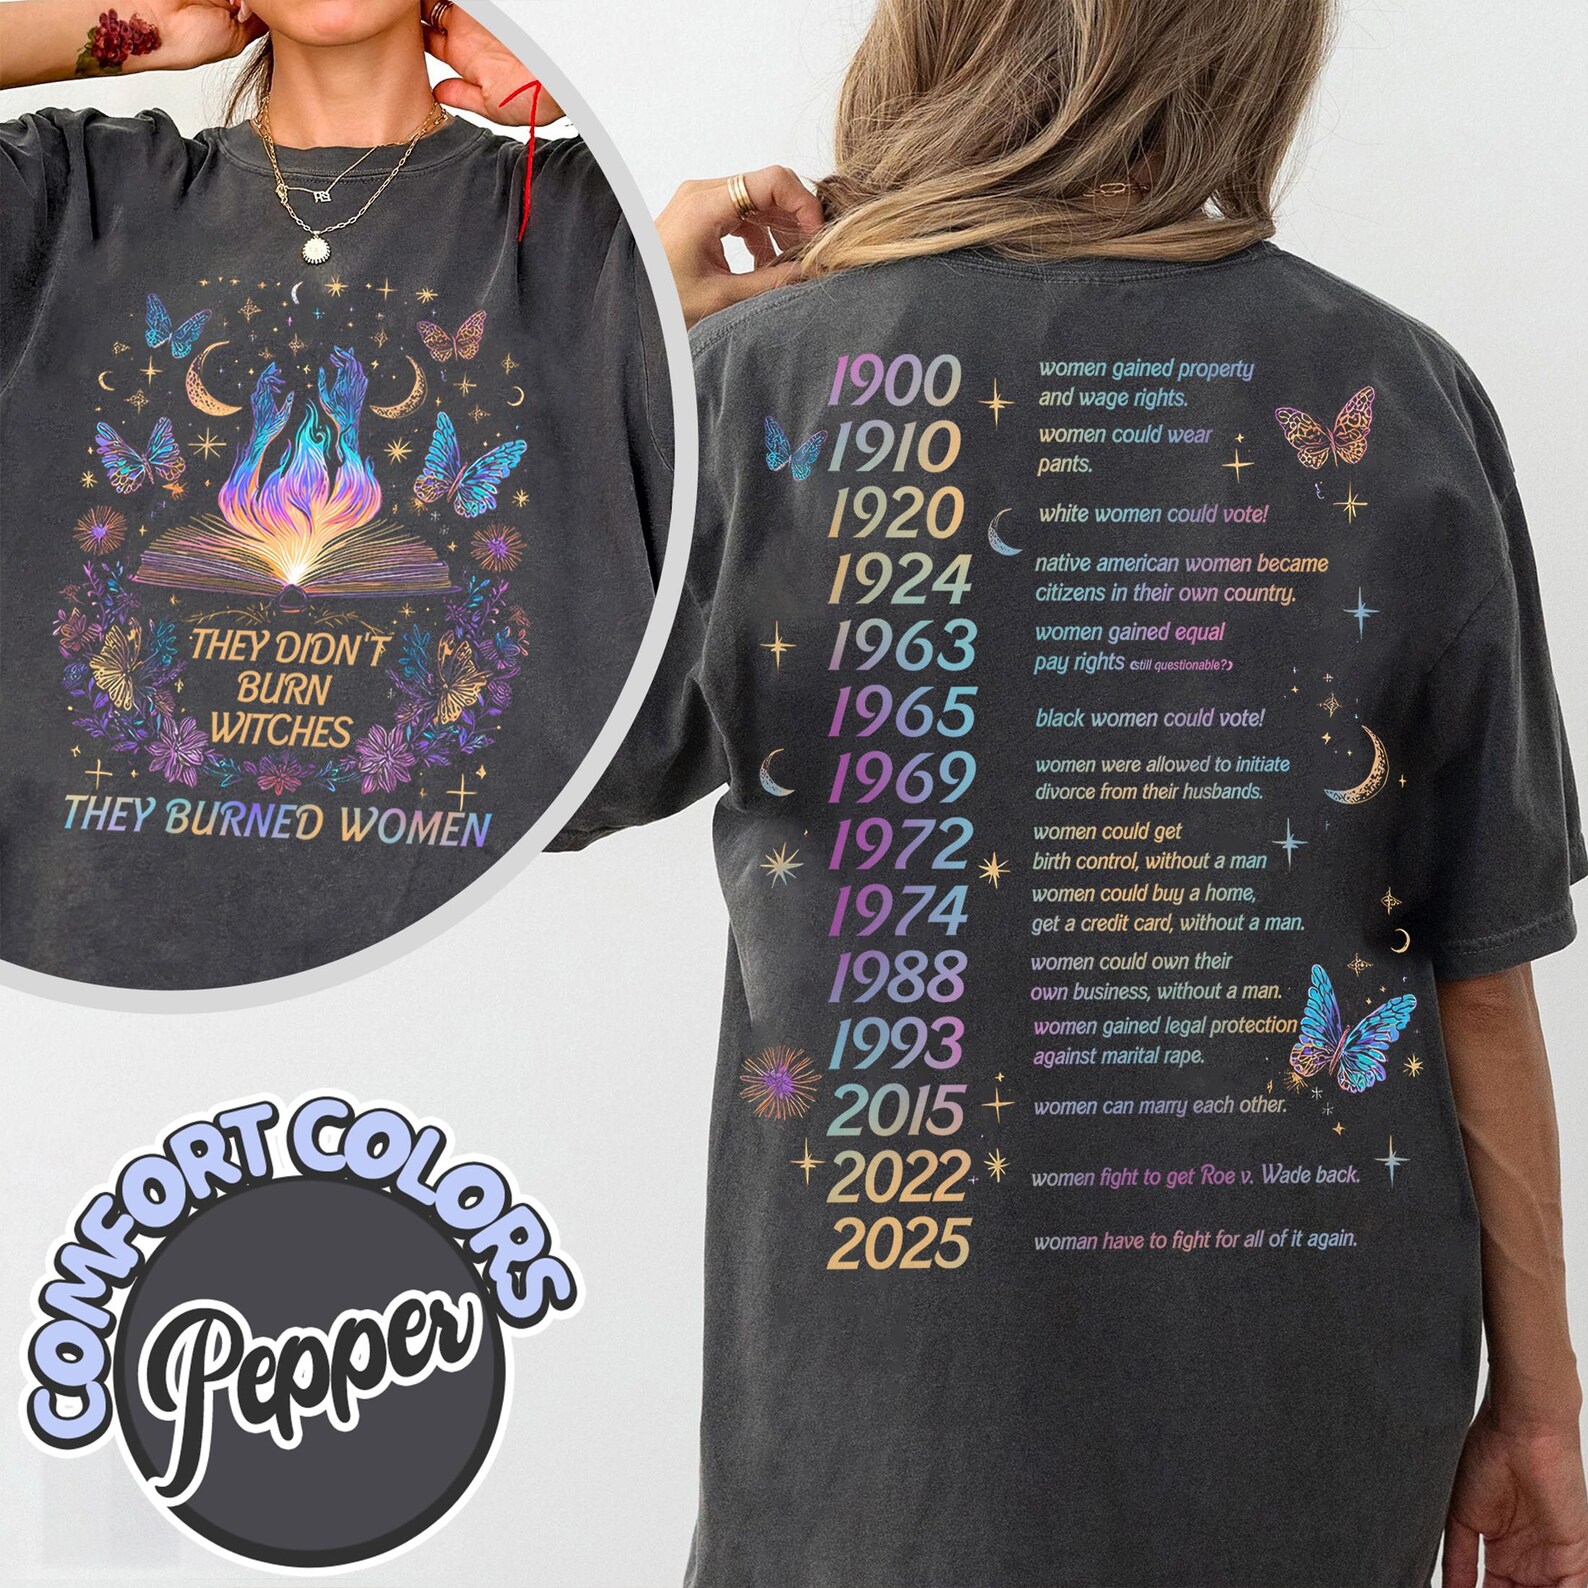 THEY DIDN'T
BURN
WITCHES
THEY BURNED WOMEN
1900 women gained property
and wage rights.
1910 women could wear
pants.
1920 white women could vote!
1924 native american women became
citizens in their own country.
1963 women gained equal
pay rights (still questionable?)
1965 black women could vote!
1969 women were allowed to initiate
divorce from their husbands.
1972 women could get
birth control, without a man
1974 women could buy a home,
get a credit card, without a man.
1988 women could own their
own business, without a man.
1993 women gained legal protection
against marital rape.
2015 women can marry each other.
2022 women fight to get Roe v. Wade back.
2025 woman have to fight for all of it again.
COMFORT COLORS
Pepper